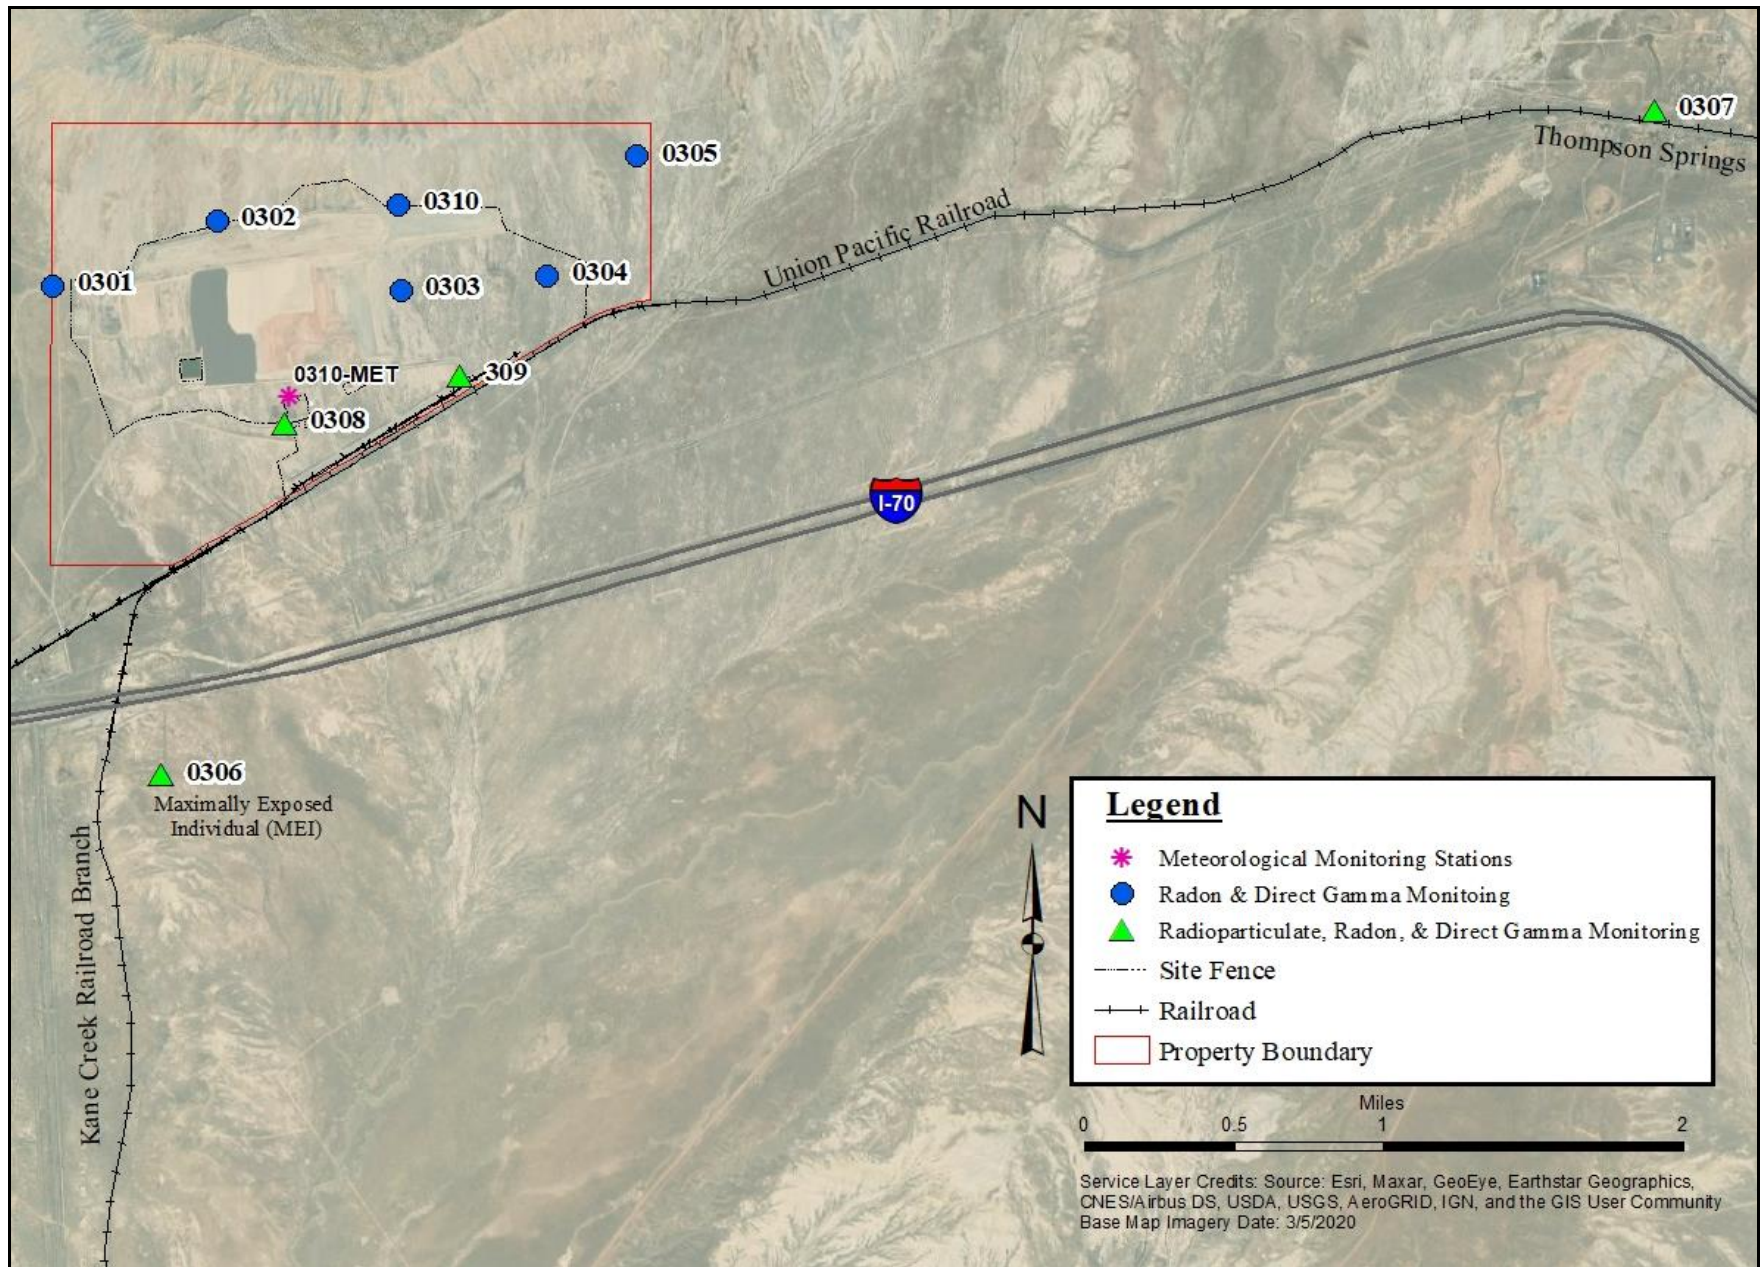 0307
Thompson Springs
0305
0310
0302
Union Pacific Railroad
0304
0301
0303
0310-MET
309
0308
I-70
0306
Maximally Exposed
Individual (MEI)
Kane Creek Railroad Branch
N
Legend
Meteorological Monitoring Stations
Radon & Direct Gamma Monitoing
Radioparticulate, Radon, & Direct Gamma Monitoring
Site Fence
Railroad
Property Boundary
Miles
0 0.5 1 2
Service Layer Credits: Source: Esri, Maxar, GeoEye, Earthstar Geographics,
CNES/Airbus DS, USDA, USGS, AeroGRID, IGN, and the GIS User Community
Base Map Imagery Date: 3/5/2020